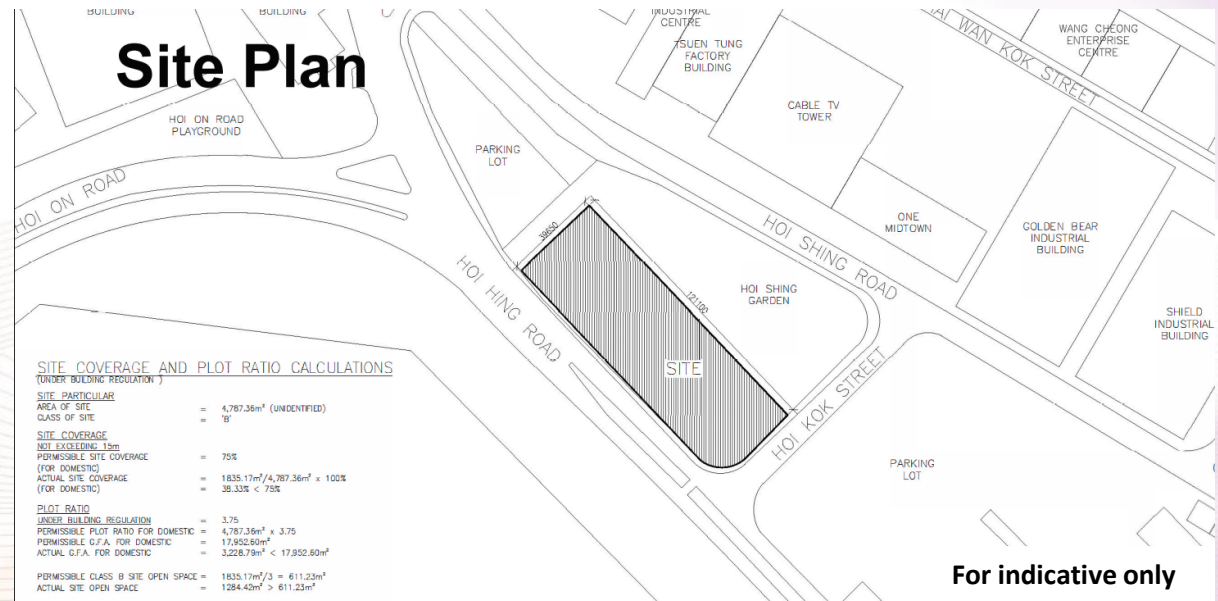 BUILDING
BUILDING
Site Plan
INDUSTRIAL
CENTRE
TSUEN TUNG
FACTORY
BUILDING
WAN KOK STREET
WANG CHEONG
ENTERPRISE
CENTRE
HOI ON ROAD
PLAYGROUND
CABLE TV
TOWER
PARKING
LOT
HOI ON ROAD
39650
HOI SHING ROAD
ONE
MIDTOWN
GOLDEN BEAR
INDUSTRIAL
BUILDING
HOI HING ROAD
121100
HOI SHING
GARDEN
SHIELD
INDUSTRIAL
BUILDING
SITE
HOI KOK STREET
PARKING
LOT
SITE COVERAGE AND PLOT RATIO CALCULATIONS
(UNDER BUILDING REGULATION )
SITE PARTICULAR
AREA OF SITE = 4,787.36m² (UNIDENTIFIED)
CLASS OF SITE = 'B'
SITE COVERAGE
NOT EXCEEDING 15m
PERMISSIBLE SITE COVERAGE = 75%
(FOR DOMESTIC)
ACTUAL SITE COVERAGE = 1835.17m²/4,787.36m² x 100%
(FOR DOMESTIC) = 38.33% < 75%
PLOT RATIO
UNDER BUILDING REGULATION = 3.75
PERMISSIBLE PLOT RATIO FOR DOMESTIC = 4,787.36m² x 3.75
PERMISSIBLE G.F.A. FOR DOMESTIC = 17,952.60m²
ACTUAL G.F.A. FOR DOMESTIC = 3,228.79m² < 17,952.60m²
PERMISSIBLE CLASS B SITE OPEN SPACE = 1835.17m²/3 = 611.23m²
ACTUAL SITE OPEN SPACE = 1284.42m² > 611.23m²
For indicative only